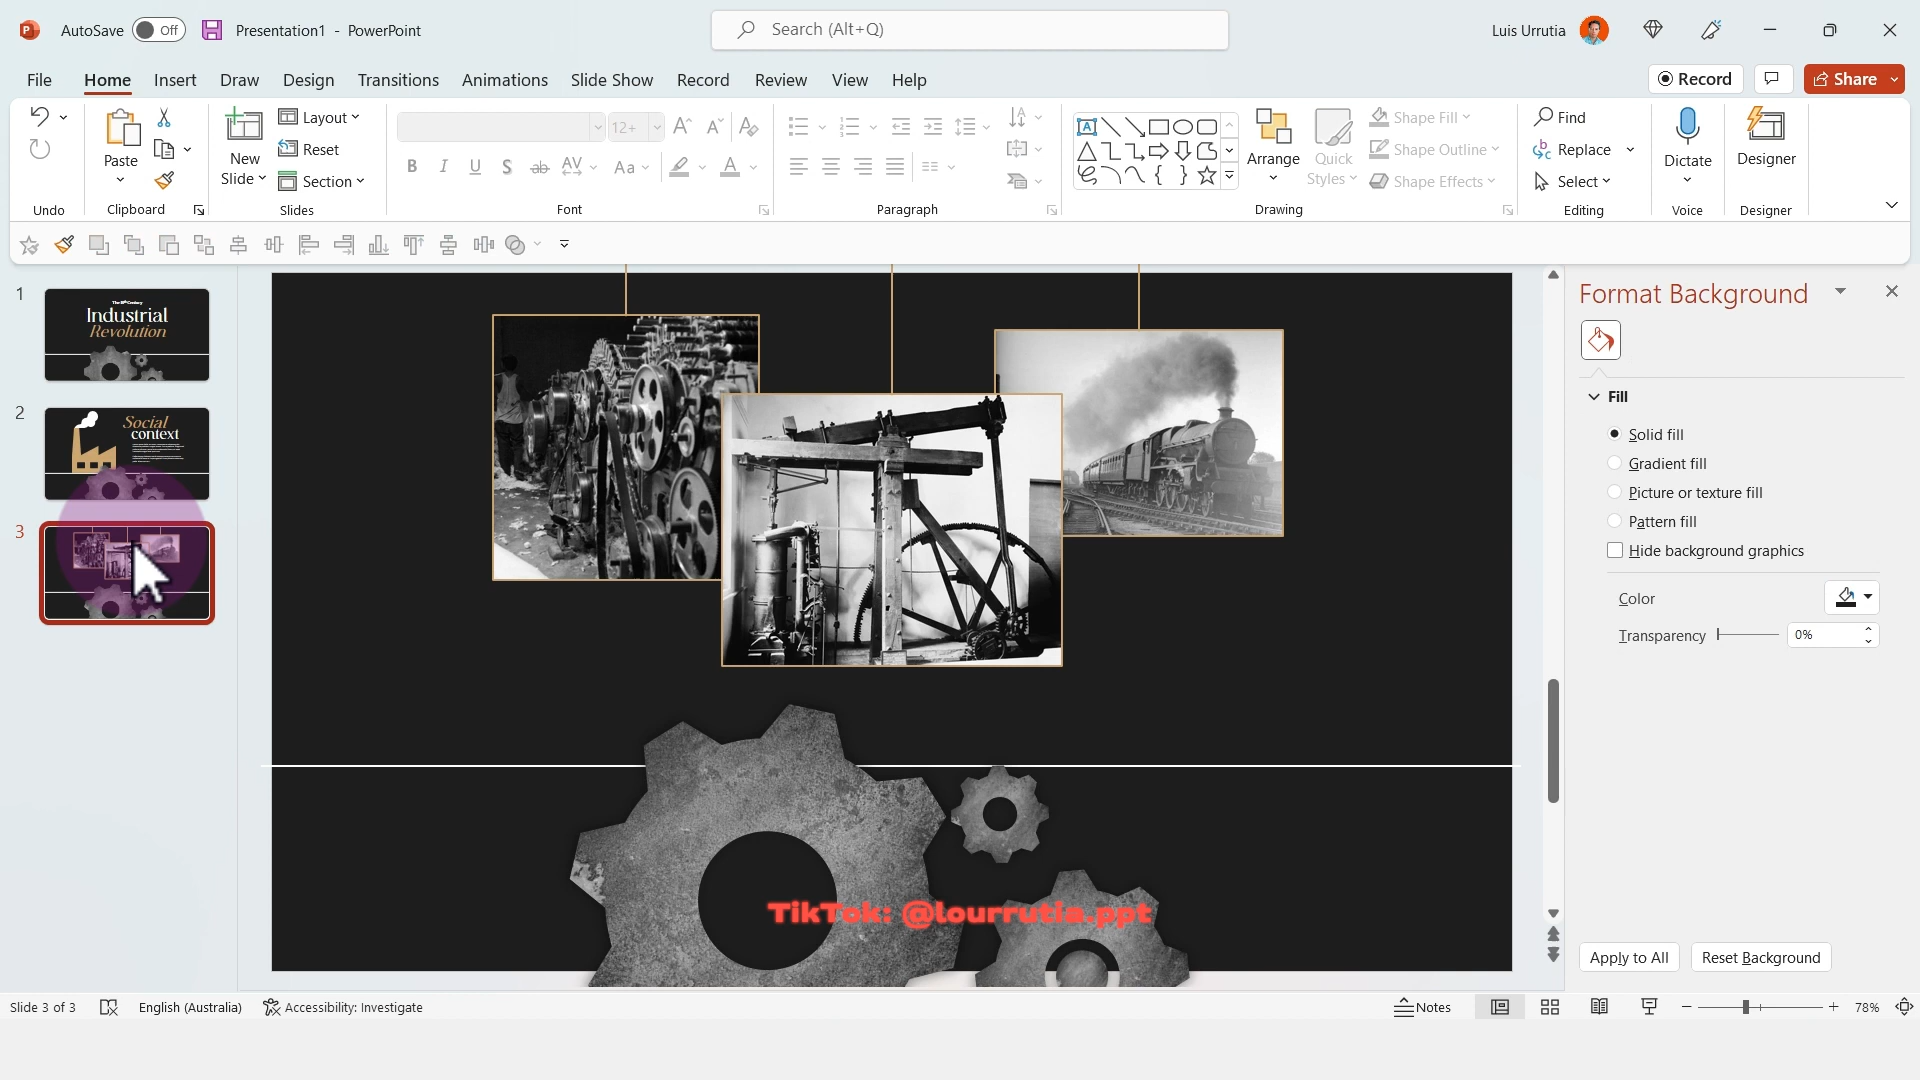 AutoSave Off Presentation1 - PowerPoint
Search (Alt+Q)
Luis Urrutia
File Home Insert Draw Design Transitions Animations Slide Show Record Review View Help
Record
Share
Paste
New
Slide
Layout
Reset
Section
12+
Arrange
Quick
Styles
Shape Fill
Shape Outline
Shape Effects
Find
Replace
Select
Dictate
Designer
Undo Clipboard Slides Font Paragraph Drawing Editing Voice Designer
1
The 18th Century
Industrial
Revolution
2
Social
context
3
TikTok: @lourrutia.ppt
Format Background
Fill
Solid fill
Gradient fill
Picture or texture fill
Pattern fill
Hide background graphics
Color
Transparency 0%
Apply to All Reset Background
Slide 3 of 3 English (Australia) Accessibility: Investigate Notes 78%